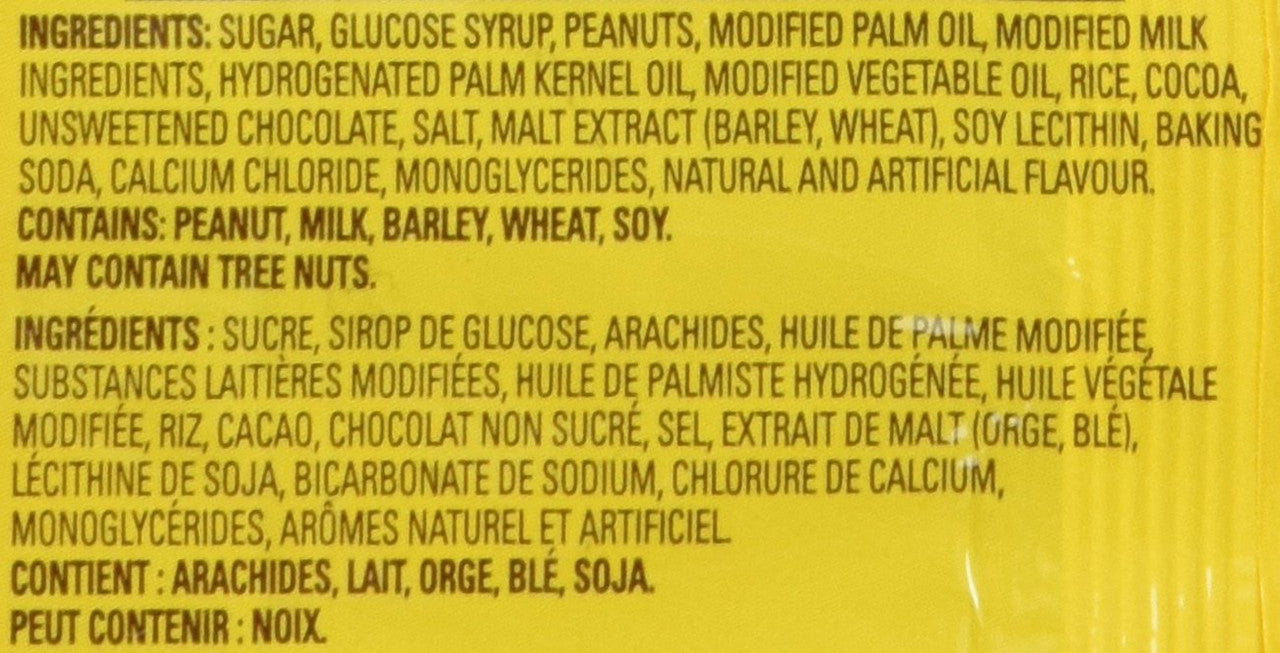 INGREDIENTS: SUGAR, GLUCOSE SYRUP, PEANUTS, MODIFIED PALM OIL, MODIFIED MILK
INGREDIENTS, HYDROGENATED PALM KERNEL OIL, MODIFIED VEGETABLE OIL, RICE, COCOA,
UNSWEETENED CHOCOLATE, SALT, MALT EXTRACT (BARLEY, WHEAT), SOY LECITHIN, BAKING
SODA, CALCIUM CHLORIDE, MONOGLYCERIDES, NATURAL AND ARTIFICIAL FLAVOUR.
CONTAINS: PEANUT, MILK, BARLEY, WHEAT, SOY.
MAY CONTAIN TREE NUTS.
INGRÉDIENTS : SUCRE, SIROP DE GLUCOSE, ARACHIDES, HUILE DE PALME MODIFIÉE,
SUBSTANCES LAITIÈRES MODIFIÉES, HUILE DE PALMISTE HYDROGÉNÉE, HUILE VÉGÉTALE
MODIFIÉE, RIZ, CACAO, CHOCOLAT NON SUCRÉ, SEL, EXTRAIT DE MALT (ORGE, BLÉ),
LÉCITHINE DE SOJA, BICARBONATE DE SODIUM, CHLORURE DE CALCIUM,
MONOGLYCÉRIDES, ARÔMES NATUREL ET ARTIFICIEL.
CONTIENT : ARACHIDES, LAIT, ORGE, BLÉ, SOJA.
PEUT CONTENIR : NOIX.